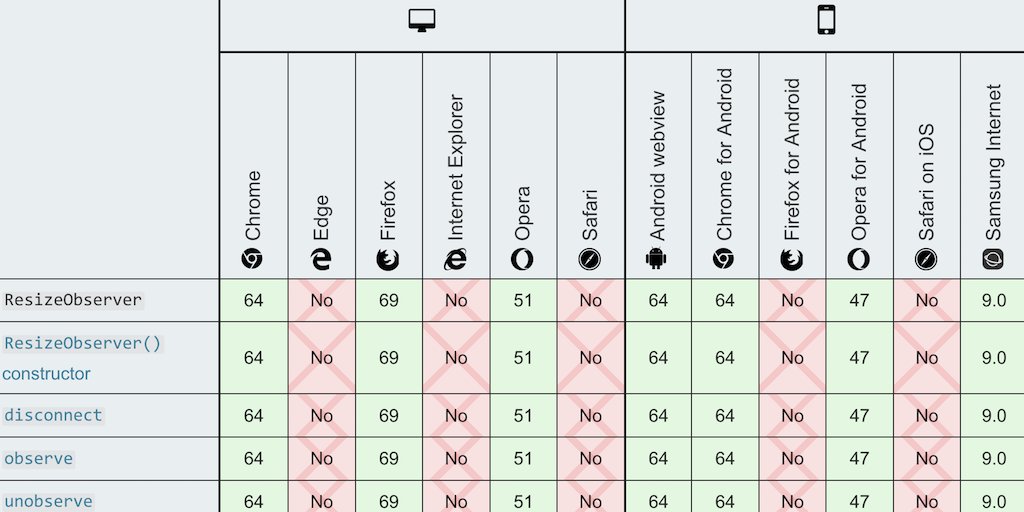 Chrome Edge Firefox Internet Explorer Opera Safari Android webview Chrome for Android Firefox for Android Opera for Android Safari on iOS Samsung Internet
ResizeObserver 64 No 69 No 51 No 64 64 No 47 No 9.0
ResizeObserver()
constructor 64 No 69 No 51 No 64 64 No 47 No 9.0
disconnect 64 No 69 No 51 No 64 64 No 47 No 9.0
observe 64 No 69 No 51 No 64 64 No 47 No 9.0
unobserve 64 No 69 No 51 No 64 64 No 47 No 9.0